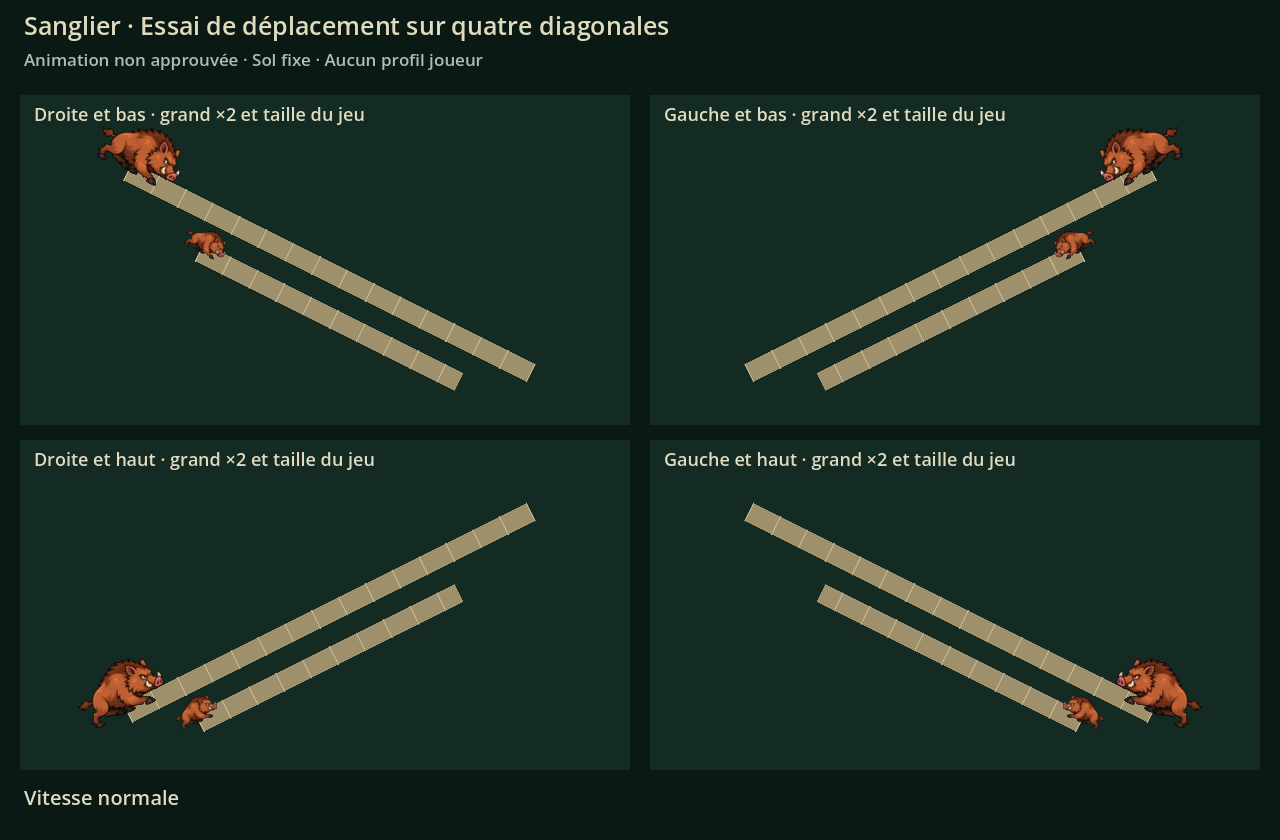 Sanglier · Essai de déplacement sur quatre diagonales
Animation non approuvée · Sol fixe · Aucun profil joueur
Droite et bas · grand ×2 et taille du jeu
Gauche et bas · grand ×2 et taille du jeu
Droite et haut · grand ×2 et taille du jeu
Gauche et haut · grand ×2 et taille du jeu
Vitesse normale